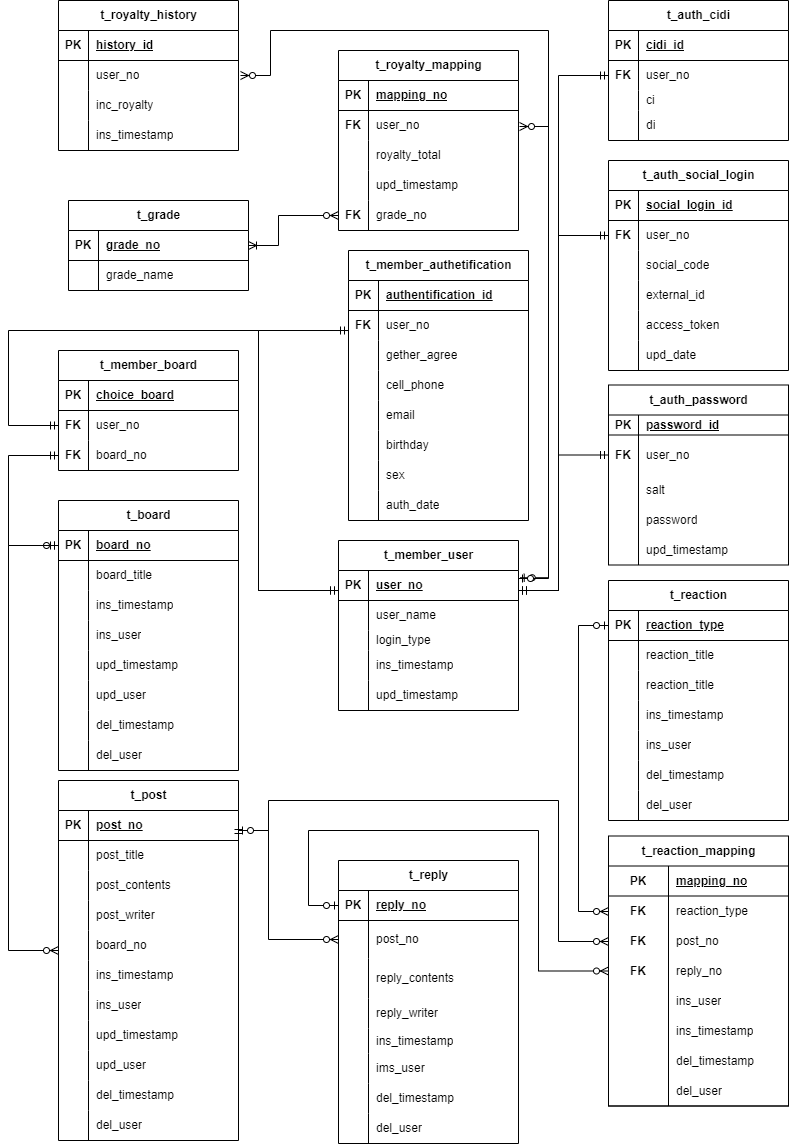 t_royalty_history
PK history_id
user_no
inc_royalty
ins_timestamp
t_royalty_mapping
PK mapping_no
FK user_no
royalty_total
upd_timestamp
FK grade_no
t_auth_cidi
PK cidi_id
FK user_no
ci
di
t_auth_social_login
PK social_login_id
FK user_no
social_code
external_id
access_token
upd_date
t_grade
PK grade_no
grade_name
t_member_authetification
PK authentification_id
FK user_no
gether_agree
cell_phone
email
birthday
sex
auth_date
t_member_board
PK choice_board
FK user_no
FK board_no
t_auth_password
PK password_id
FK user_no
salt
password
upd_timestamp
t_board
PK board_no
board_title
ins_timestamp
ins_user
upd_timestamp
upd_user
del_timestamp
del_user
t_member_user
PK user_no
user_name
login_type
ins_timestamp
upd_timestamp
t_reaction
PK reaction_type
reaction_title
reaction_title
ins_timestamp
ins_user
del_timestamp
del_user
t_post
PK post_no
post_title
post_contents
post_writer
board_no
ins_timestamp
ins_user
upd_timestamp
upd_user
del_timestamp
del_user
t_reply
PK reply_no
post_no
reply_contents
reply_writer
ins_timestamp
ims_user
del_timestamp
del_user
t_reaction_mapping
PK mapping_no
FK reaction_type
FK post_no
FK reply_no
ins_user
ins_timestamp
del_timestamp
del_user